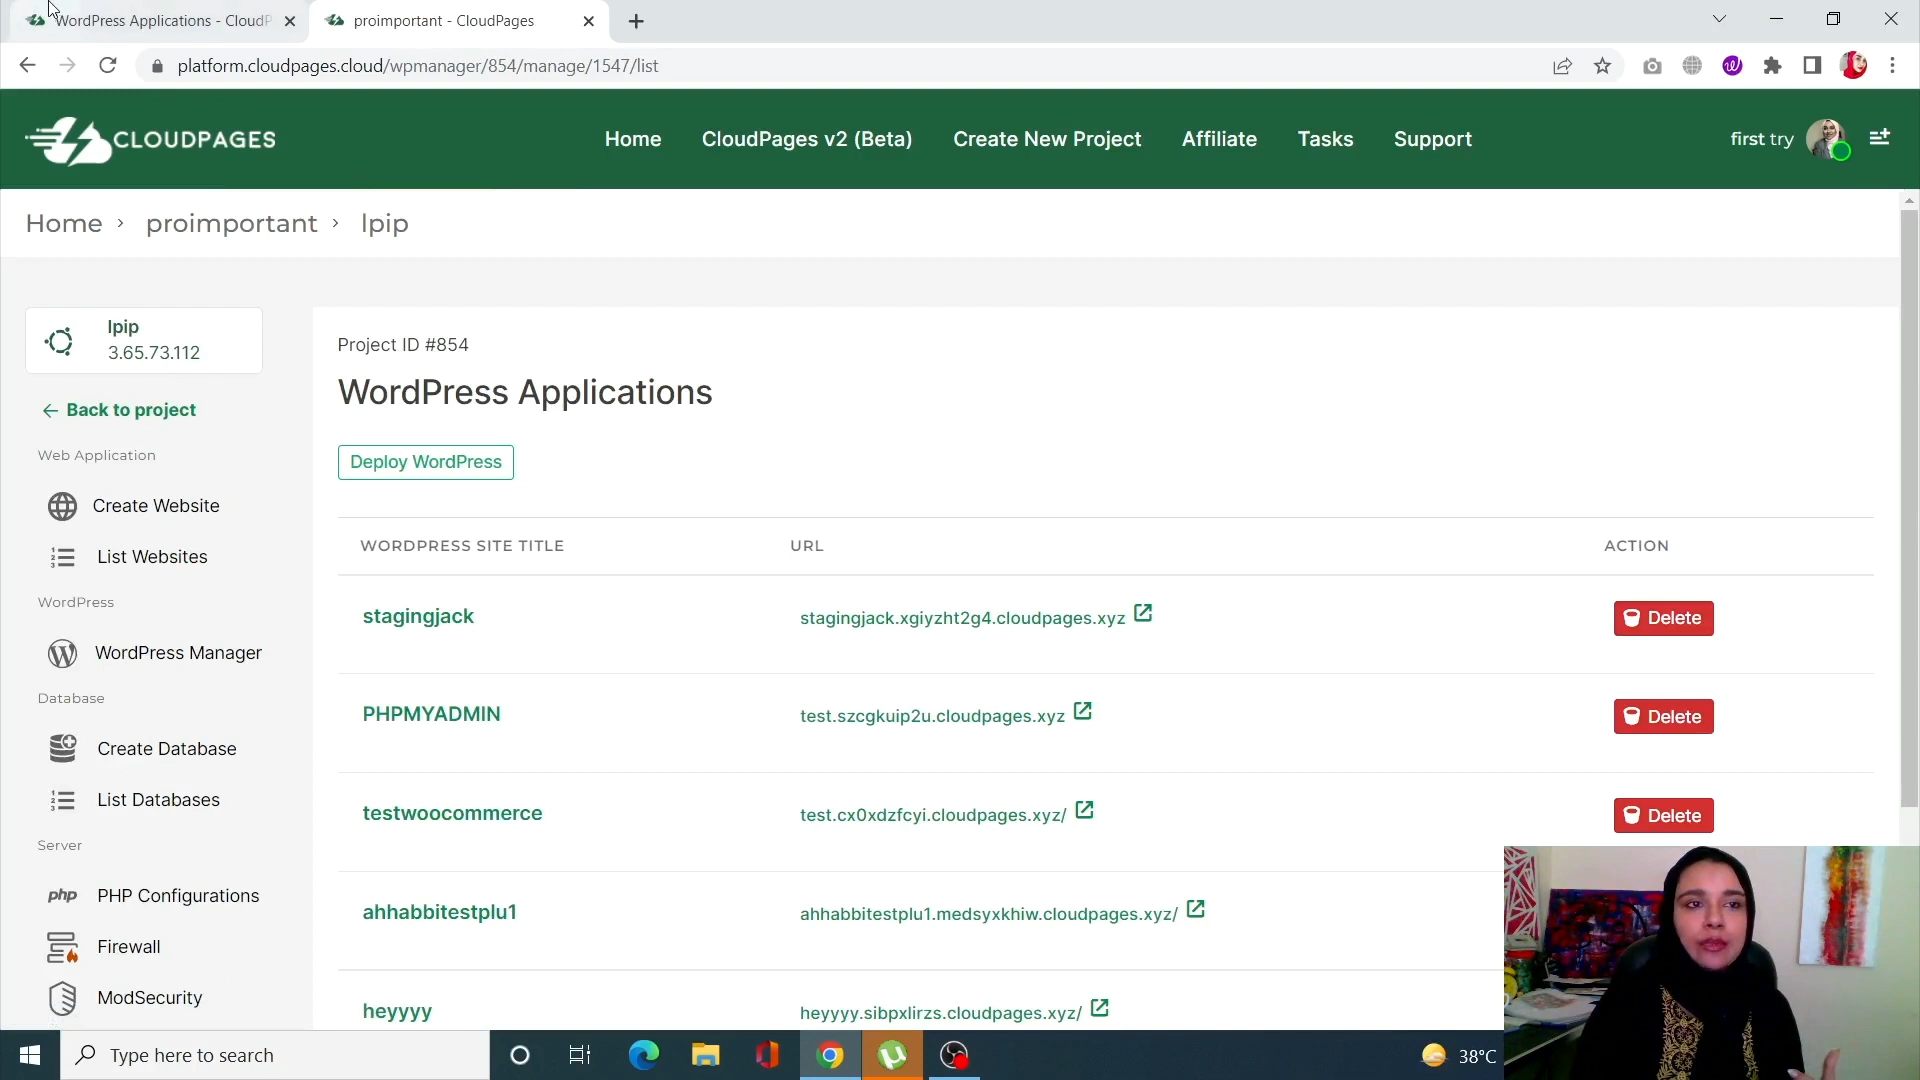 WordPress Applications - CloudP
proimportant - CloudPages
platform.cloudpages.cloud/wpmanager/854/manage/1547/list
CLOUDPAGES
Home
CloudPages v2 (Beta)
Create New Project
Affiliate
Tasks
Support
first try
Home › proimportant › lpip
lpip
3.65.73.112
← Back to project
Web Application
Create Website
List Websites
WordPress
WordPress Manager
Database
Create Database
List Databases
Server
php PHP Configurations
Firewall
ModSecurity
Project ID #854
WordPress Applications
Deploy WordPress
WORDPRESS SITE TITLE URL ACTION
stagingjack stagingjack.xgiyzht2g4.cloudpages.xyz Delete
PHPMYADMIN test.szcgkuip2u.cloudpages.xyz Delete
testwoocommerce test.cx0xdzfcyi.cloudpages.xyz/ Delete
ahhabbitestplu1 ahhabbitestplu1.medsyxkhiw.cloudpages.xyz/
heyyyy heyyyy.sibpxlirzs.cloudpages.xyz/
Type here to search
38°C